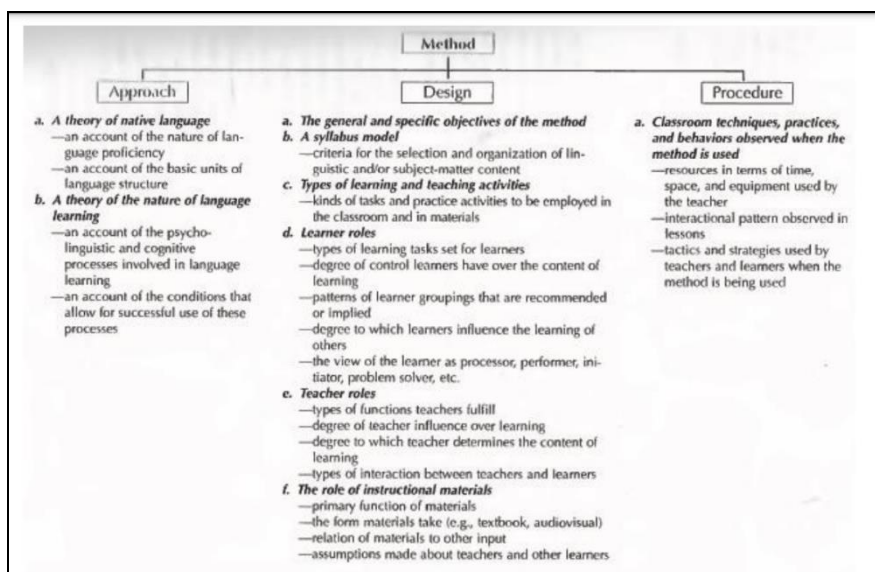 Method
Approach
a. A theory of native language
—an account of the nature of lan-
guage proficiency
—an account of the basic units of
language structure
b. A theory of the nature of language
learning
—an account of the psycho-
linguistic and cognitive
processes involved in language
learning
—an account of the conditions that
allow for successful use of these
processes
Design
a. The general and specific objectives of the method
b. A syllabus model
—criteria for the selection and organization of lin-
guistic and/or subject-matter content
c. Types of learning and teaching activities
—kinds of tasks and practice activities to be employed in
the classroom and in materials
d. Learner roles
—types of learning tasks set for learners
—degree of control learners have over the content of
learning
—patterns of learner groupings that are recommended
or implied
—degree to which learners influence the learning of
others
—the view of the learner as processor, performer, ini-
tiator, problem solver, etc.
e. Teacher roles
—types of functions teachers fulfill
—degree of teacher influence over learning
—degree to which teacher determines the content of
learning
—types of interaction between teachers and learners
f. The role of instructional materials
—primary function of materials
—the form materials take (e.g., textbook, audiovisual)
—relation of materials to other input
—assumptions made about teachers and other learners
Procedure
a. Classroom techniques, practices,
and behaviors observed when the
method is used
—resources in terms of time,
space, and equipment used by
the teacher
—interactional pattern observed in
lessons
—tactics and strategies used by
teachers and learners when the
method is being used